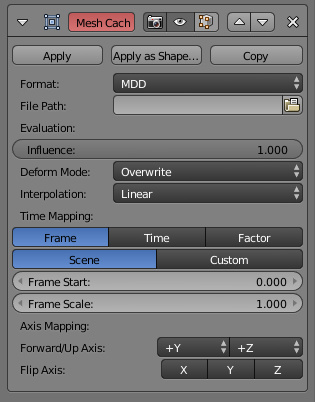 Mesh Cach
Apply Apply as Shape... Copy
Format: MDD
File Path:
Evaluation:
Influence: 1.000
Deform Mode: Overwrite
Interpolation: Linear
Time Mapping:
Frame Time Factor
Scene Custom
Frame Start: 0.000
Frame Scale: 1.000
Axis Mapping:
Forward/Up Axis: +Y +Z
Flip Axis: X Y Z